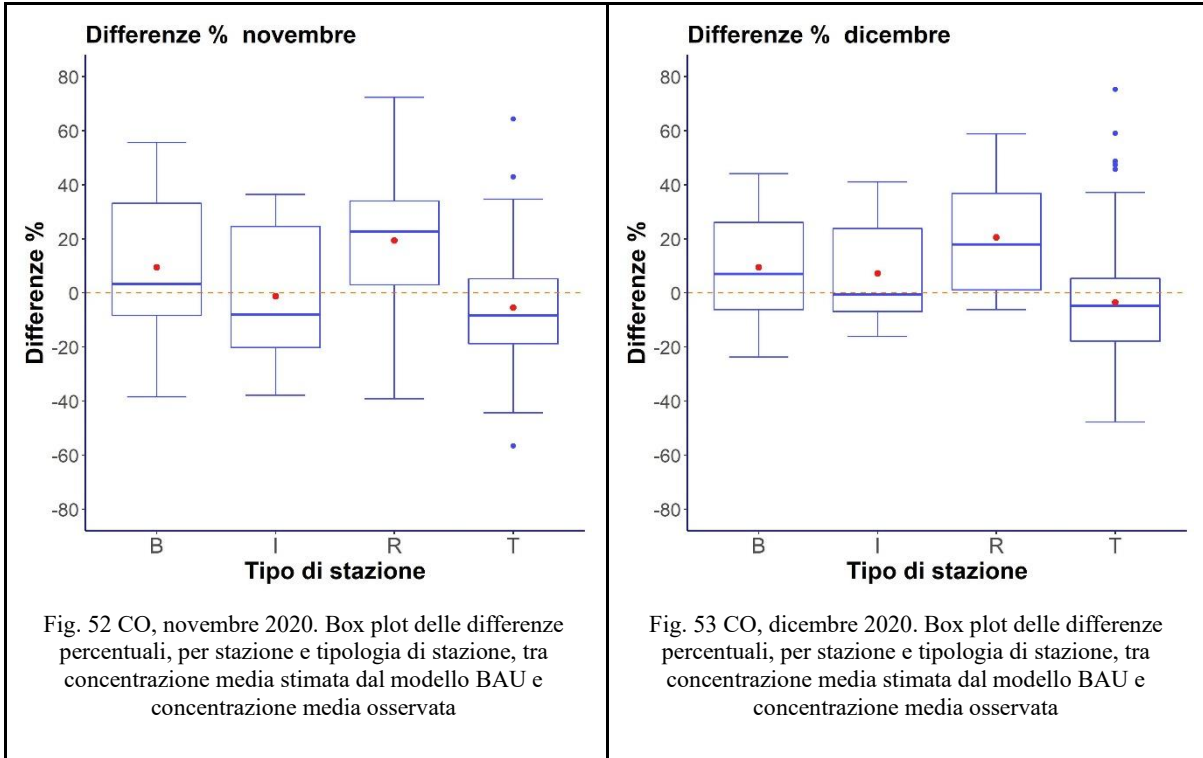 Differenze % novembre
80
60
40
20
0
-20
-40
-60
-80
Differenze %
B I R T
Tipo di stazione
Fig. 52 CO, novembre 2020. Box plot delle differenze
percentuali, per stazione e tipologia di stazione, tra
concentrazione media stimata dal modello BAU e
concentrazione media osservata
Differenze % dicembre
80
60
40
20
0
-20
-40
-60
-80
Differenze %
B I R T
Tipo di stazione
Fig. 53 CO, dicembre 2020. Box plot delle differenze
percentuali, per stazione e tipologia di stazione, tra
concentrazione media stimata dal modello BAU e
concentrazione media osservata